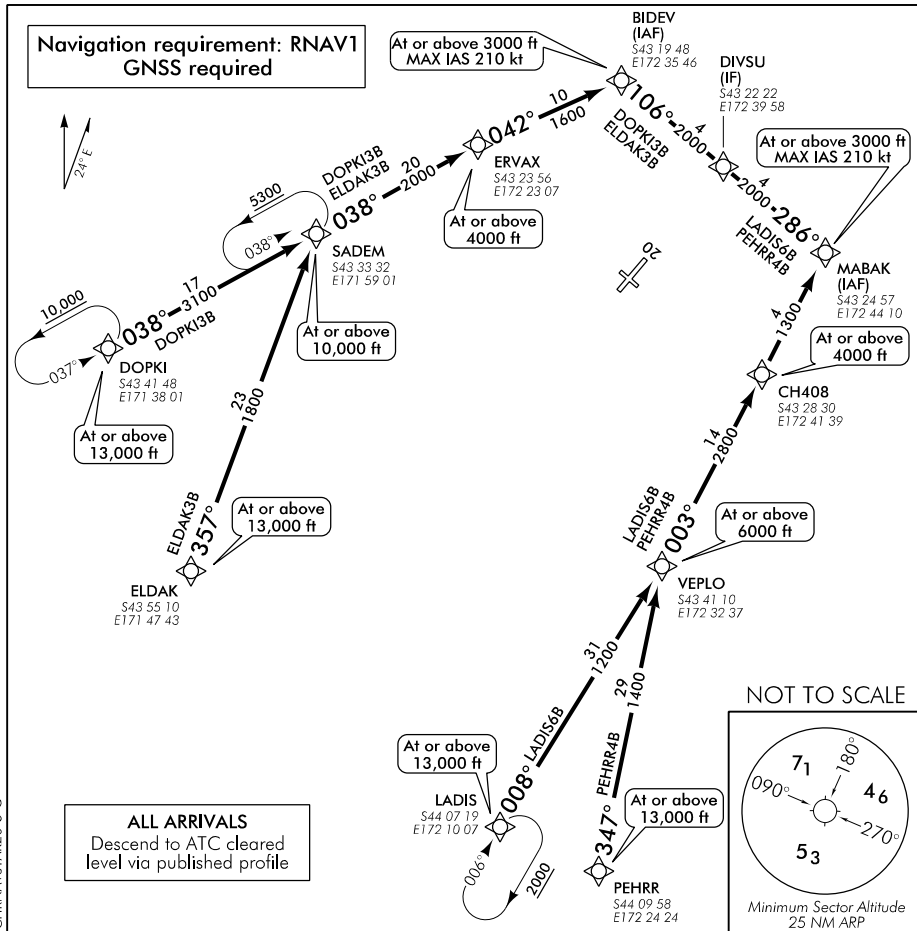 Navigation requirement: RNAV1
GNSS required
24° E
At or above 3000 ft
MAX IAS 210 kt
BIDEV
(IAF)
S43 19 48
E172 35 46
DIVSU
(IF)
S43 22 22
E172 39 58
At or above 3000 ft
MAX IAS 210 kt
106°
4
2000
DOPKI3B
ELDAK3B
4
2000
286°
LADIS6B
PEHRR4B
MABAK
(IAF)
S43 24 57
E172 44 10
042°
10
1600
ERVAX
S43 23 56
E172 23 07
At or above
4000 ft
DOPKI3B
ELDAK3B
038°
20
2000
5300
038°
SADEM
S43 33 32
E171 59 01
At or above
10,000 ft
20
10,000
037°
038°
17
3100
DOPKI3B
DOPKI
S43 41 48
E171 38 01
At or above
13,000 ft
23
1800
ELDAK3B
357°
At or above
13,000 ft
ELDAK
S43 55 10
E171 47 43
4
1300
At or above
4000 ft
CH408
S43 28 30
E172 41 39
14
2800
LADIS6B
PEHRR4B
003°
At or above
6000 ft
VEPLO
S43 41 10
E172 32 37
31
1200
29
1400
LADIS6B
008°
PEHRR4B
347°
At or above
13,000 ft
LADIS
S44 07 19
E172 10 07
006°
2000
At or above
13,000 ft
PEHRR
S44 09 58
E172 24 24
ALL ARRIVALS
Descend to ATC cleared
level via published profile
NOT TO SCALE
71
180°
090°
46
270°
53
Minimum Sector Altitude
25 NM ARP